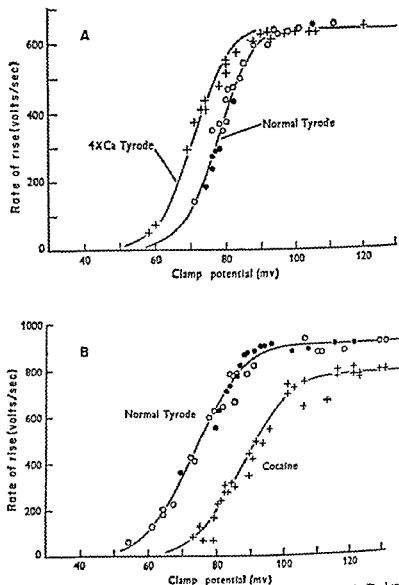 A
Rate of rise (volts/sec)
600
400
200
0
4XCa Tyrode
Normal Tyrode
40 60 80 100 120
Clamp potential (mv)
B
Rate of rise (volts/sec)
1000
800
600
400
200
0
Normal Tyrode
Cocaine
40 60 80 100 120
Clamp potential (mv)